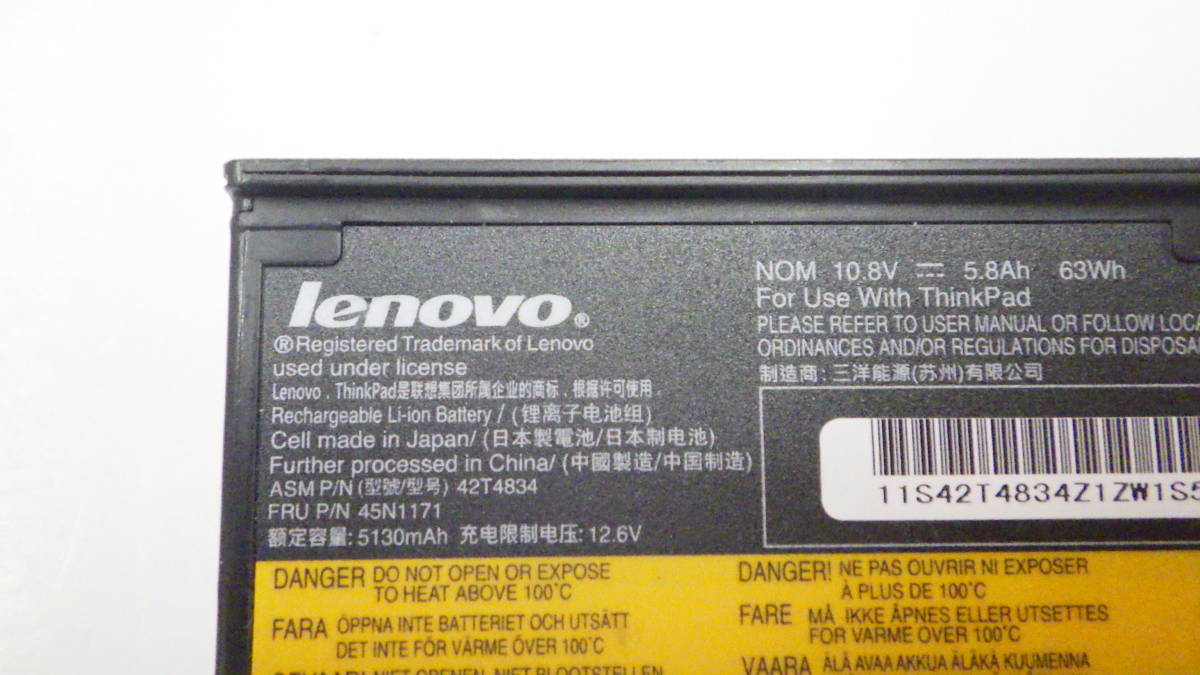 lenovo®
®Registered Trademark of Lenovo
used under license
Lenovo、ThinkPad是联想集团所属企业的商标，根据许可使用。
Rechargeable Li-ion Battery / (锂离子电池组)
Cell made in Japan/ (日本製電池/日本制电池)
Further processed in China/ (中國製造/中国制造)
ASM P/N (型號/型号) 42T4834
FRU P/N 45N1171
额定容量: 5130mAh 充电限制电压: 12.6V
NOM 10.8V ⎓ 5.8Ah 63Wh
For Use With ThinkPad
PLEASE REFER TO USER MANUAL OR FOLLOW LOCA
ORDINANCES AND/OR REGULATIONS FOR DISPOSA
制造商: 三洋能源(苏州)有限公司
11S42T4834Z1ZW1S5
DANGER DO NOT OPEN OR EXPOSE
TO HEAT ABOVE 100°C
FARA ÖPPNA INTE BATTERIET OCH UTSÄTT
DET INTE FÖR VÄRME ÖVER 100°C
NIET OPENEN, NIET BLOOTSTELLEN
DANGER! NE PAS OUVRIR NI EXPOSER
À PLUS DE 100°C
FARE MÅ IKKE ÅPNES ELLER UTSETTES
FOR VARME OVER 100°C
VAARA ÄLÄ AVAA AKKUA ÄLÄKÄ KUUMENNA